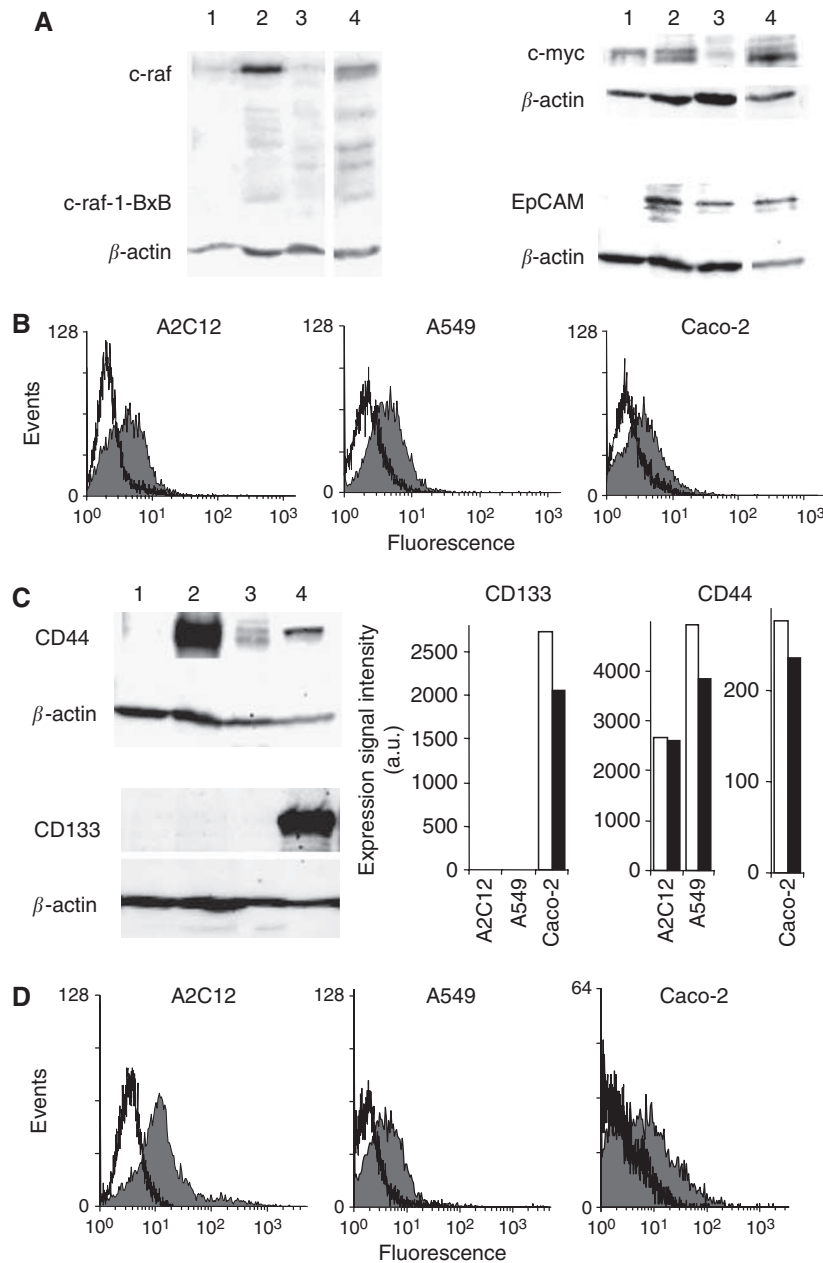 A
1 2 3 4
c-raf
c-raf-1-BxB
β-actin
1 2 3 4
c-myc
β-actin
EpCAM
β-actin
B
A2C12
128
Events
0
10⁰ 10¹ 10² 10³
A549
128
0
10⁰ 10¹ 10² 10³
Caco-2
128
0
10⁰ 10¹ 10² 10³
Fluorescence
C
1 2 3 4
CD44
β-actin
CD133
β-actin
CD133
Expression signal intensity
(a.u.)
2500
2000
1500
1000
500
0
A2C12
A549
Caco-2
CD44
4000
3000
2000
1000
0
A2C12
A549
200
100
0
Caco-2
D
A2C12
128
Events
0
10⁰ 10¹ 10² 10³
A549
128
0
10⁰ 10¹ 10² 10³
Caco-2
64
0
10⁰ 10¹ 10² 10³
Fluorescence